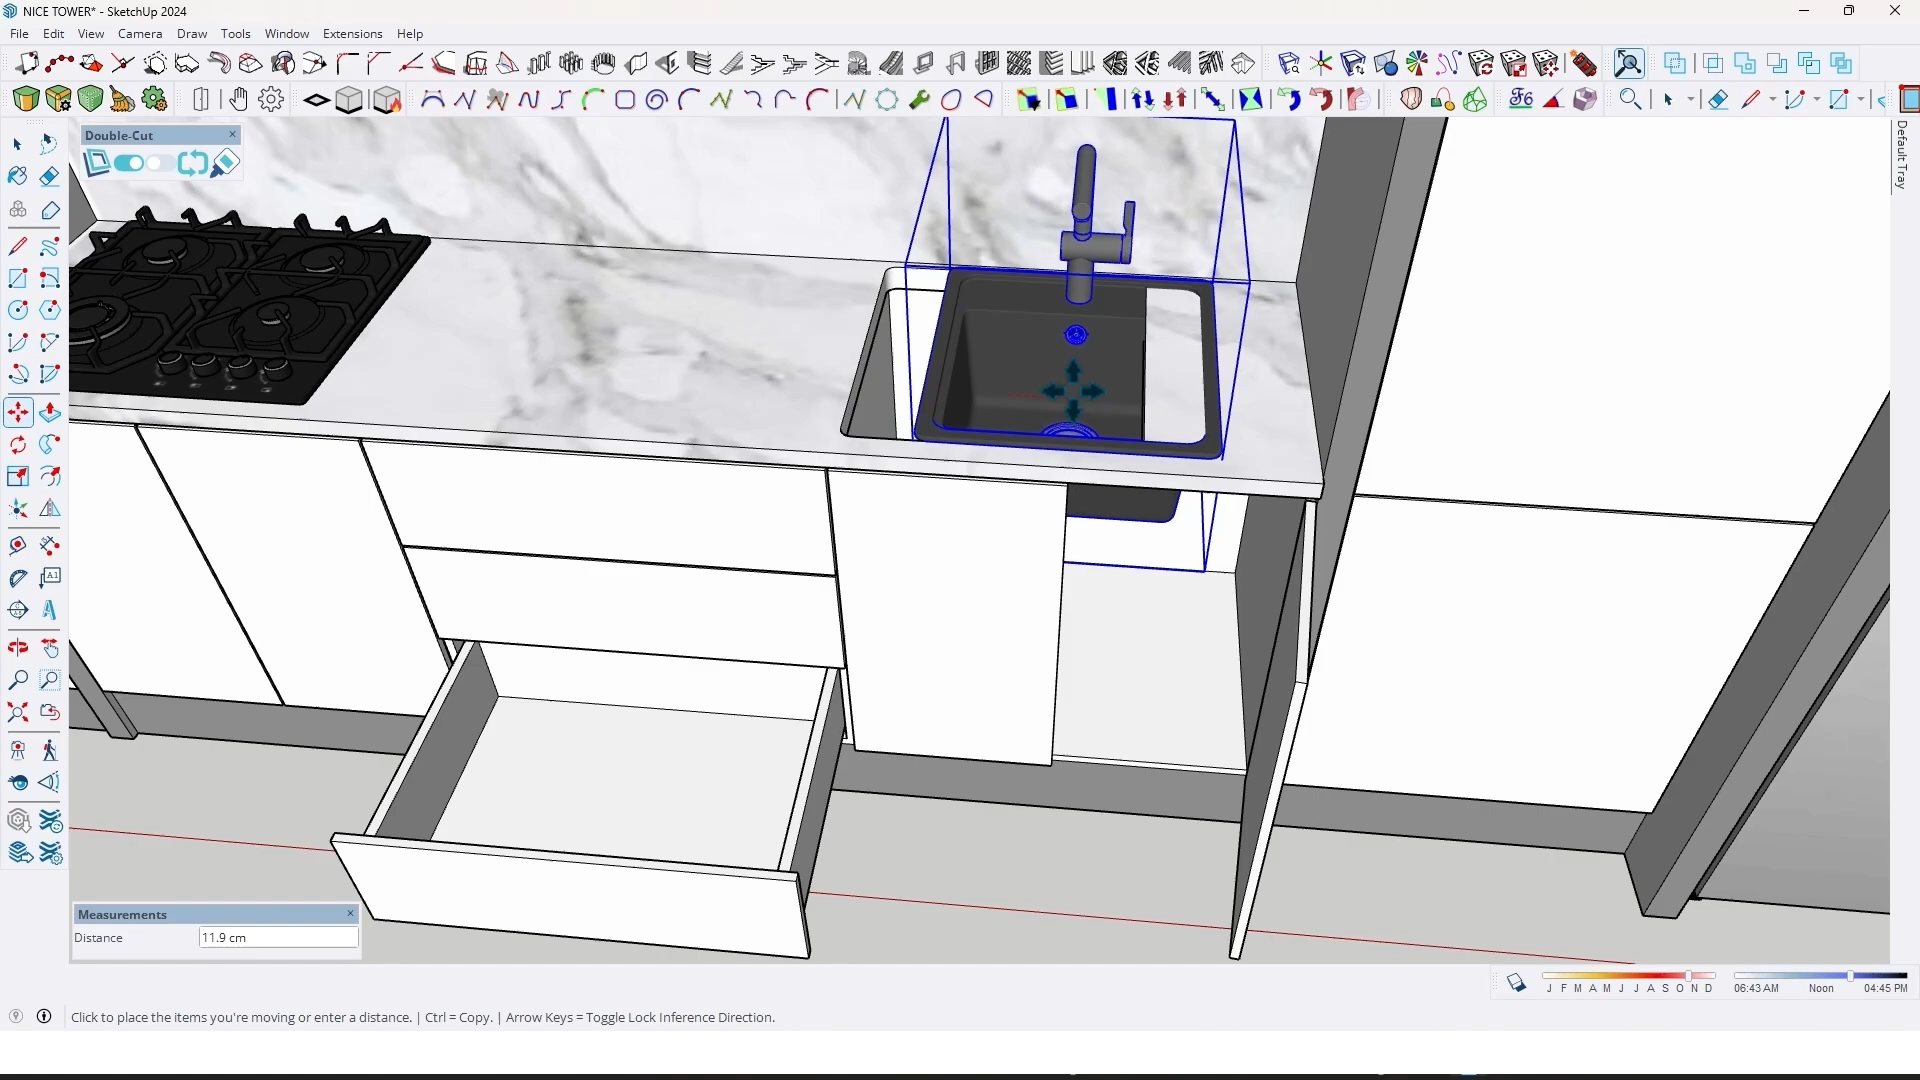 NICE TOWER* - SketchUp 2024
File Edit View Camera Draw Tools Window Extensions Help
Double-Cut
Default Tray
Measurements
Distance 11.9 cm
J F M A M J J A S O N D
06:43 AM Noon 04:45 PM
Click to place the items you're moving or enter a distance. | Ctrl = Copy. | Arrow Keys = Toggle Lock Inference Direction.